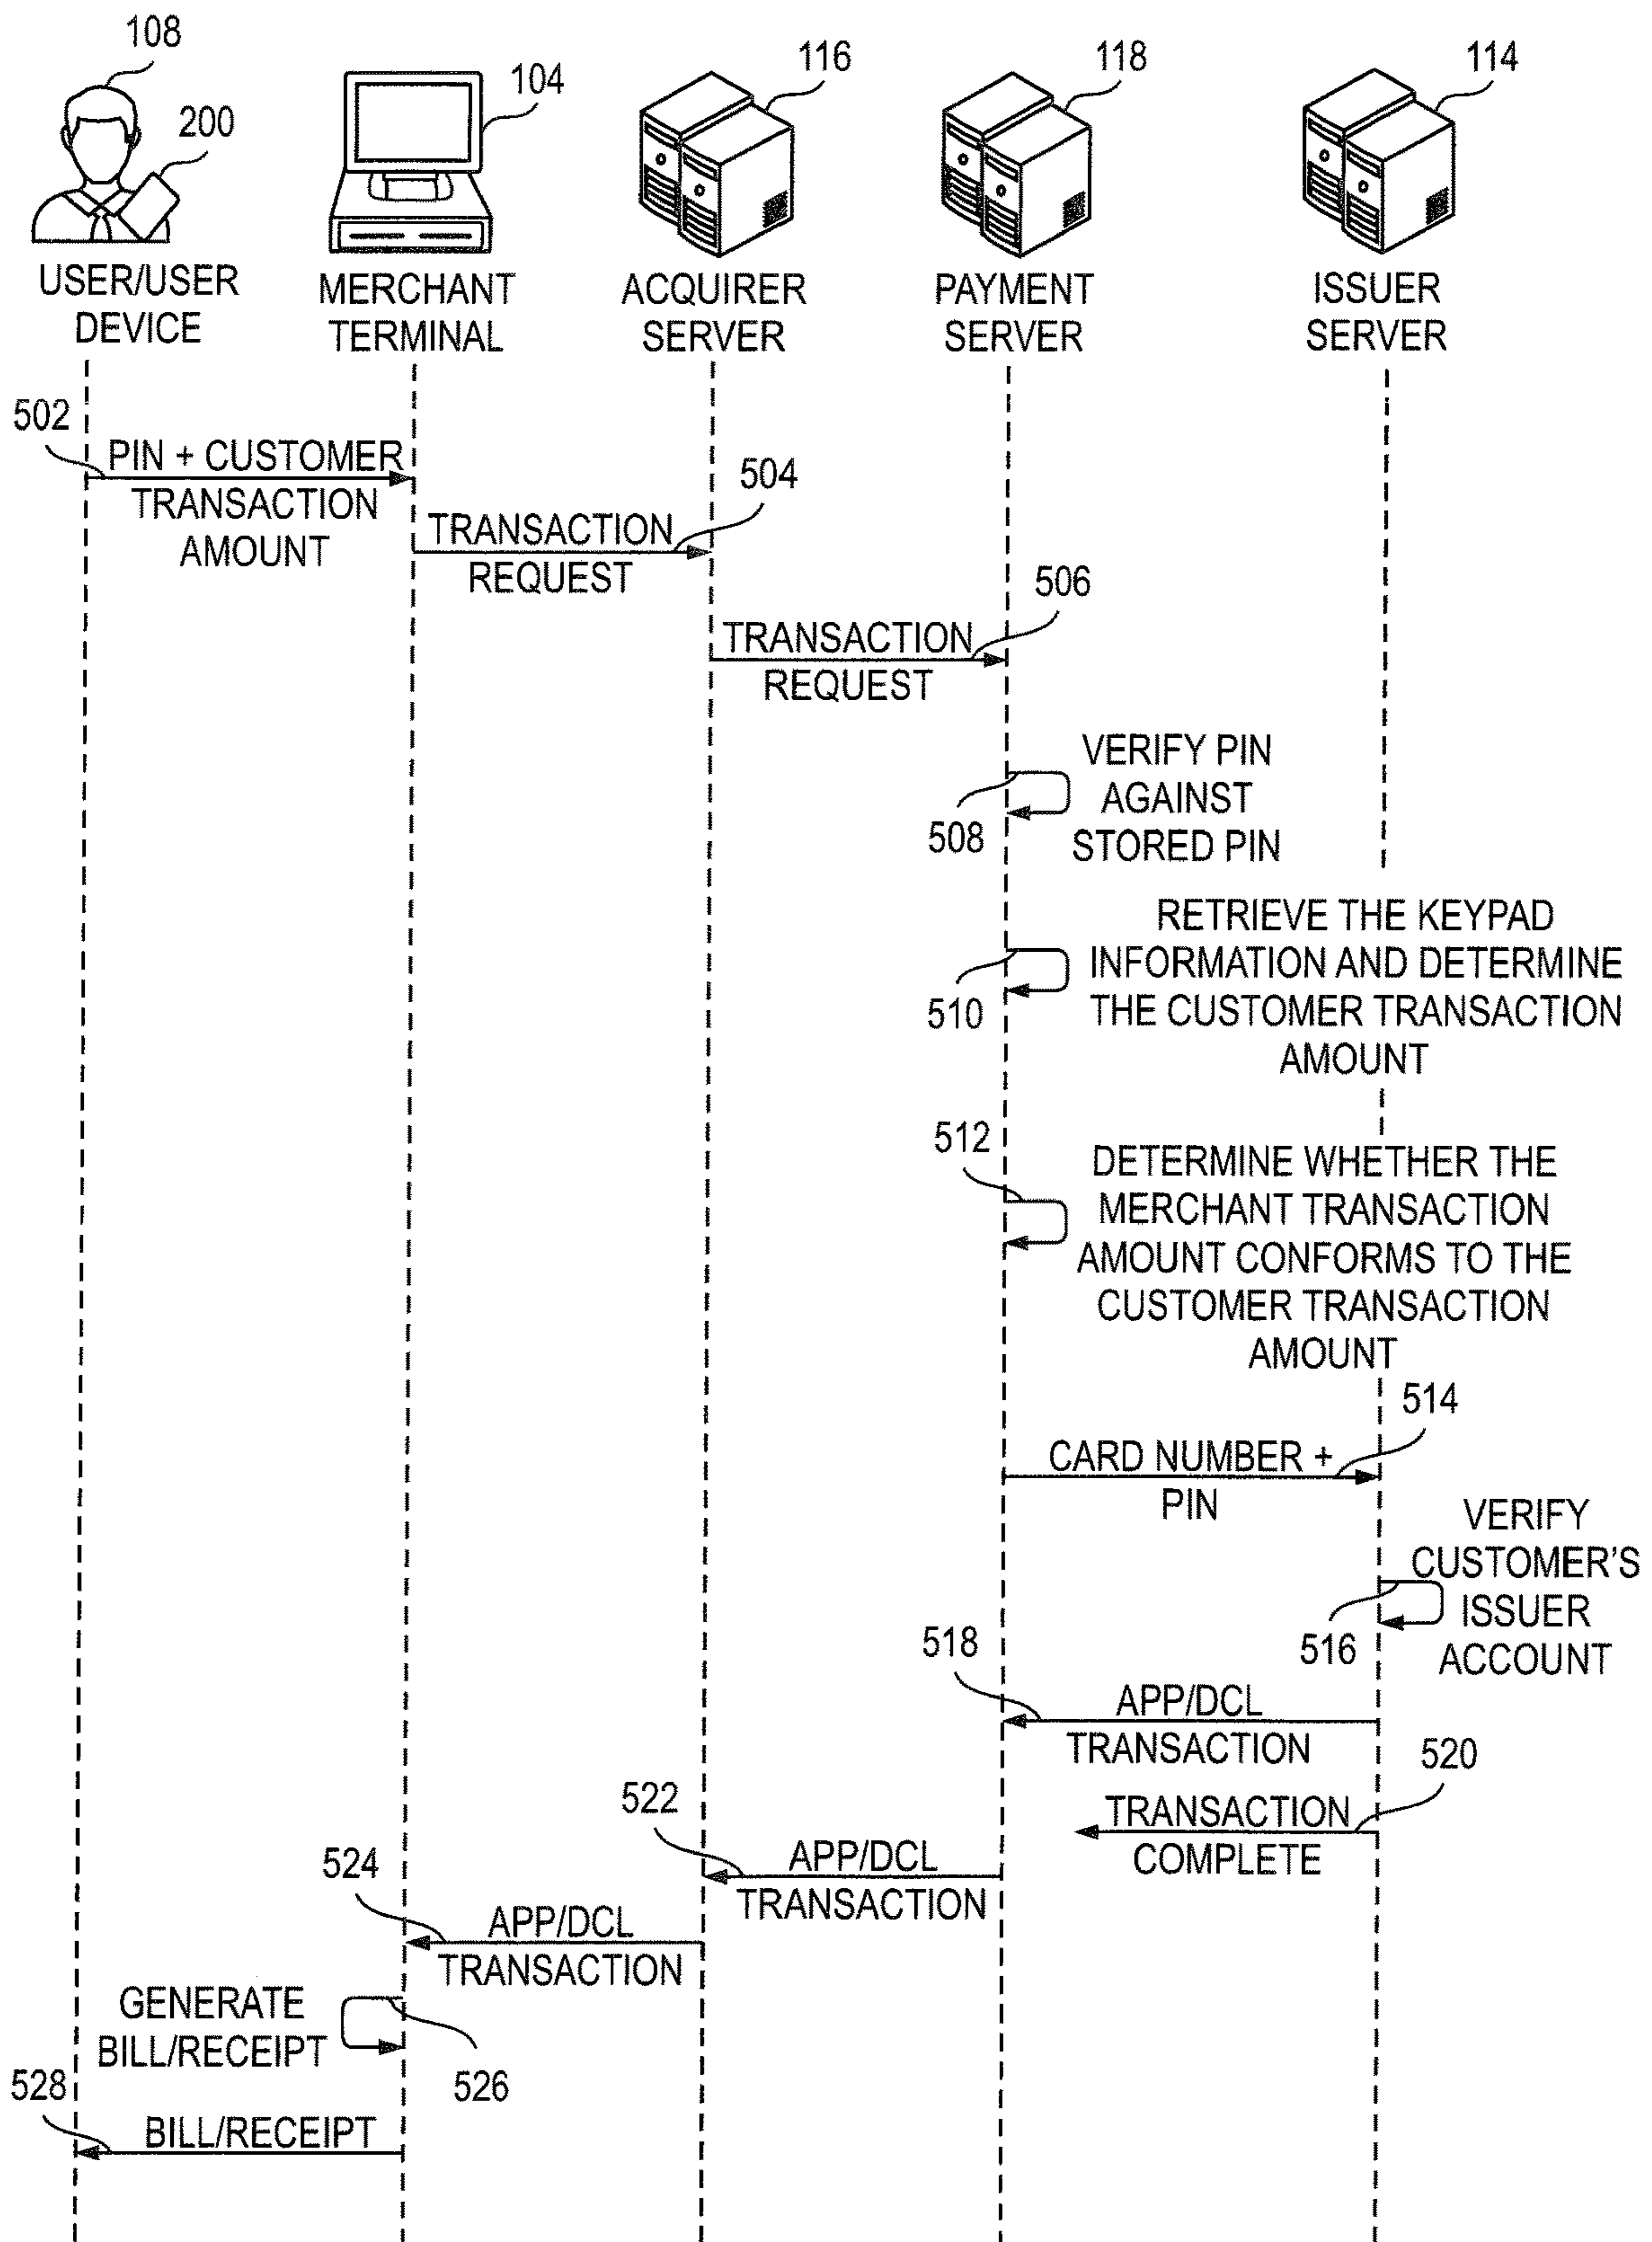 108
200
104
116
118
114
USER/USER
DEVICE
MERCHANT
TERMINAL
ACQUIRER
SERVER
PAYMENT
SERVER
ISSUER
SERVER
502
PIN + CUSTOMER
TRANSACTION
AMOUNT
504
TRANSACTION
REQUEST
506
TRANSACTION
REQUEST
508
VERIFY PIN
AGAINST
STORED PIN
510
RETRIEVE THE KEYPAD
INFORMATION AND DETERMINE
THE CUSTOMER TRANSACTION
AMOUNT
512
DETERMINE WHETHER THE
MERCHANT TRANSACTION
AMOUNT CONFORMS TO THE
CUSTOMER TRANSACTION
AMOUNT
514
CARD NUMBER +
PIN
VERIFY
CUSTOMER'S
ISSUER
ACCOUNT
516
518
APP/DCL
TRANSACTION
520
TRANSACTION
COMPLETE
522
APP/DCL
TRANSACTION
524
APP/DCL
TRANSACTION
GENERATE
BILL/RECEIPT
526
528
BILL/RECEIPT